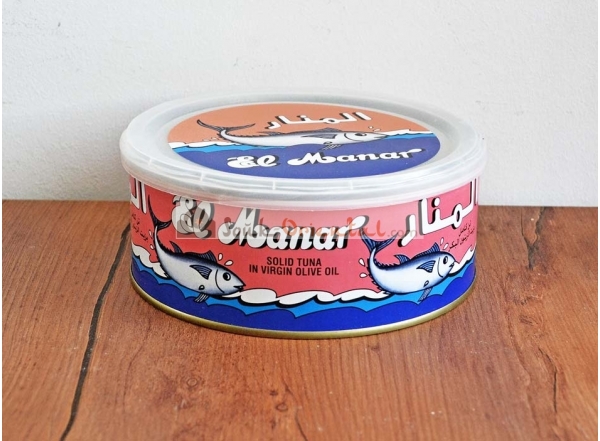 المنار
El Manar
El Manar
المنار
SOLID TUNA
IN VIRGIN OLIVE OIL